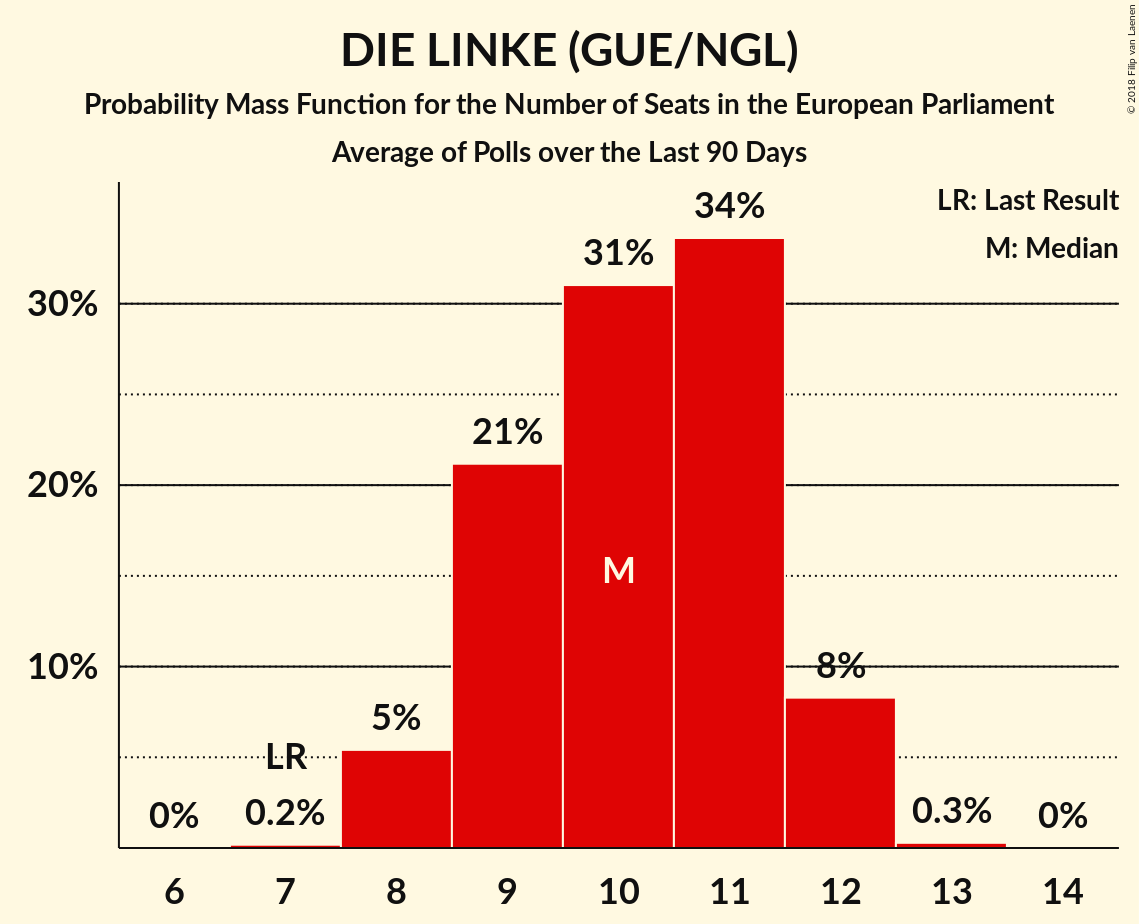 DIE LINKE (GUE/NGL)
Probability Mass Function for the Number of Seats in the European Parliament
Average of Polls over the Last 90 Days
© 2018 Filip van Laenen
LR: Last Result
M: Median
34%
31%
30%
21%
20%
M
10%
8%
5%
LR
0%
0.2%
0.3%
0%
6 7 8 9 10 11 12 13 14